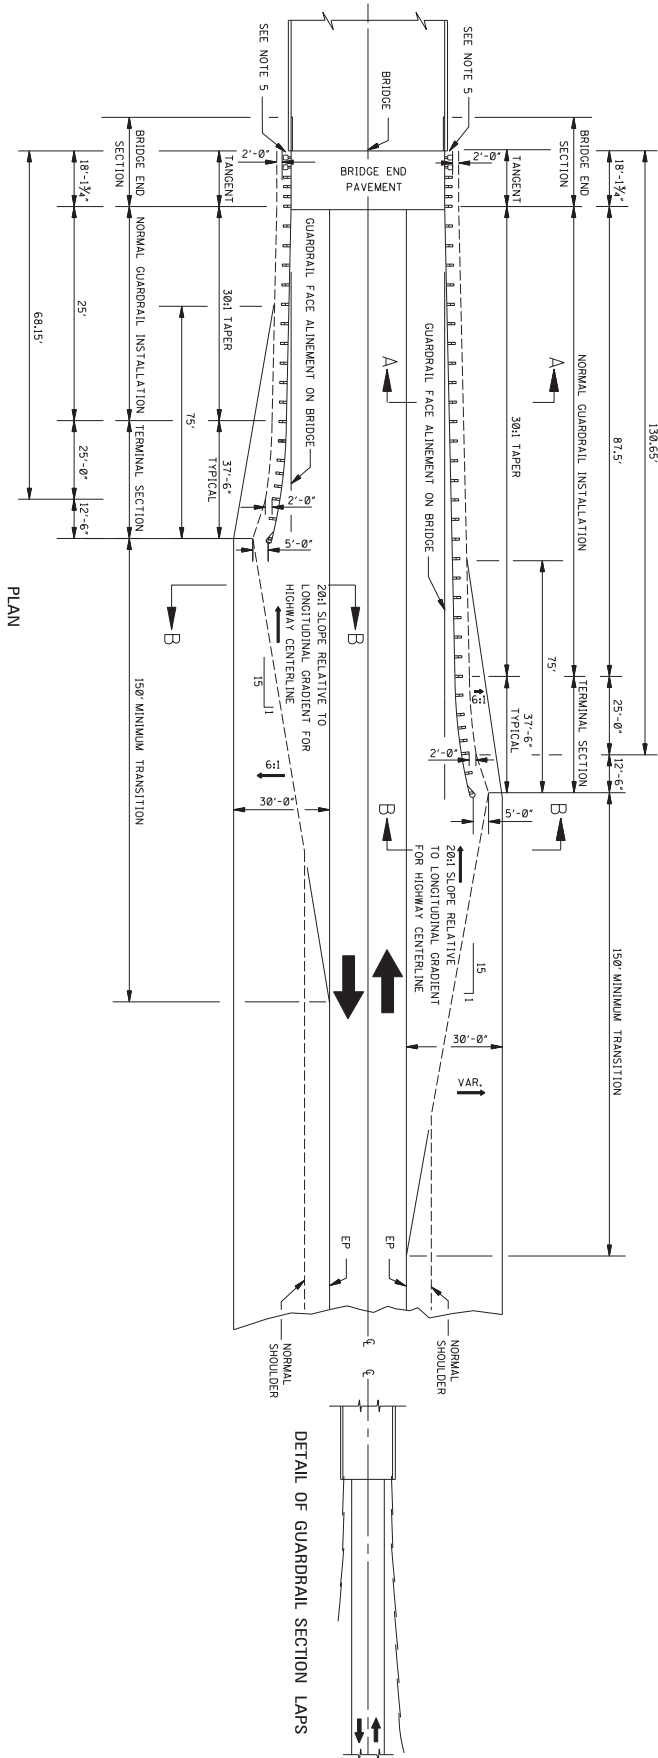 130.65'
18'-1¾"
87.5'
25'-0"
12'-6"
150' MINIMUM TRANSITION
BRIDGE END
SECTION
NORMAL GUARDRAIL INSTALLATION
TERMINAL SECTION
75'
TANGENT
30:1 TAPER
37'-6"
TYPICAL
SEE NOTE 5
2'-0"
A
A
6:1
2'-0"
5'-0"
B
B
20:1 SLOPE RELATIVE
TO LONGITUDINAL GRADIENT
FOR HIGHWAY CENTERLINE
15
1
30'-0"
VAR.
GUARDRAIL FACE ALINEMENT ON BRIDGE
EP
NORMAL
SHOULDER
BRIDGE
BRIDGE END
PAVEMENT
℄
℄
GUARDRAIL FACE ALINEMENT ON BRIDGE
EP
NORMAL
SHOULDER
SEE NOTE 5
2'-0"
2'-0"
5'-0"
B
B
20:1 SLOPE RELATIVE TO
LONGITUDINAL GRADIENT FOR
HIGHWAY CENTERLINE
15
1
6:1
30'-0"
TANGENT
30:1 TAPER
37'-6"
TYPICAL
75'
BRIDGE END
SECTION
NORMAL GUARDRAIL INSTALLATION
TERMINAL SECTION
150' MINIMUM TRANSITION
18'-1¾"
25'
25'-0"
12'-6"
68.15'
PLAN
DETAIL OF GUARDRAIL SECTION LAPS